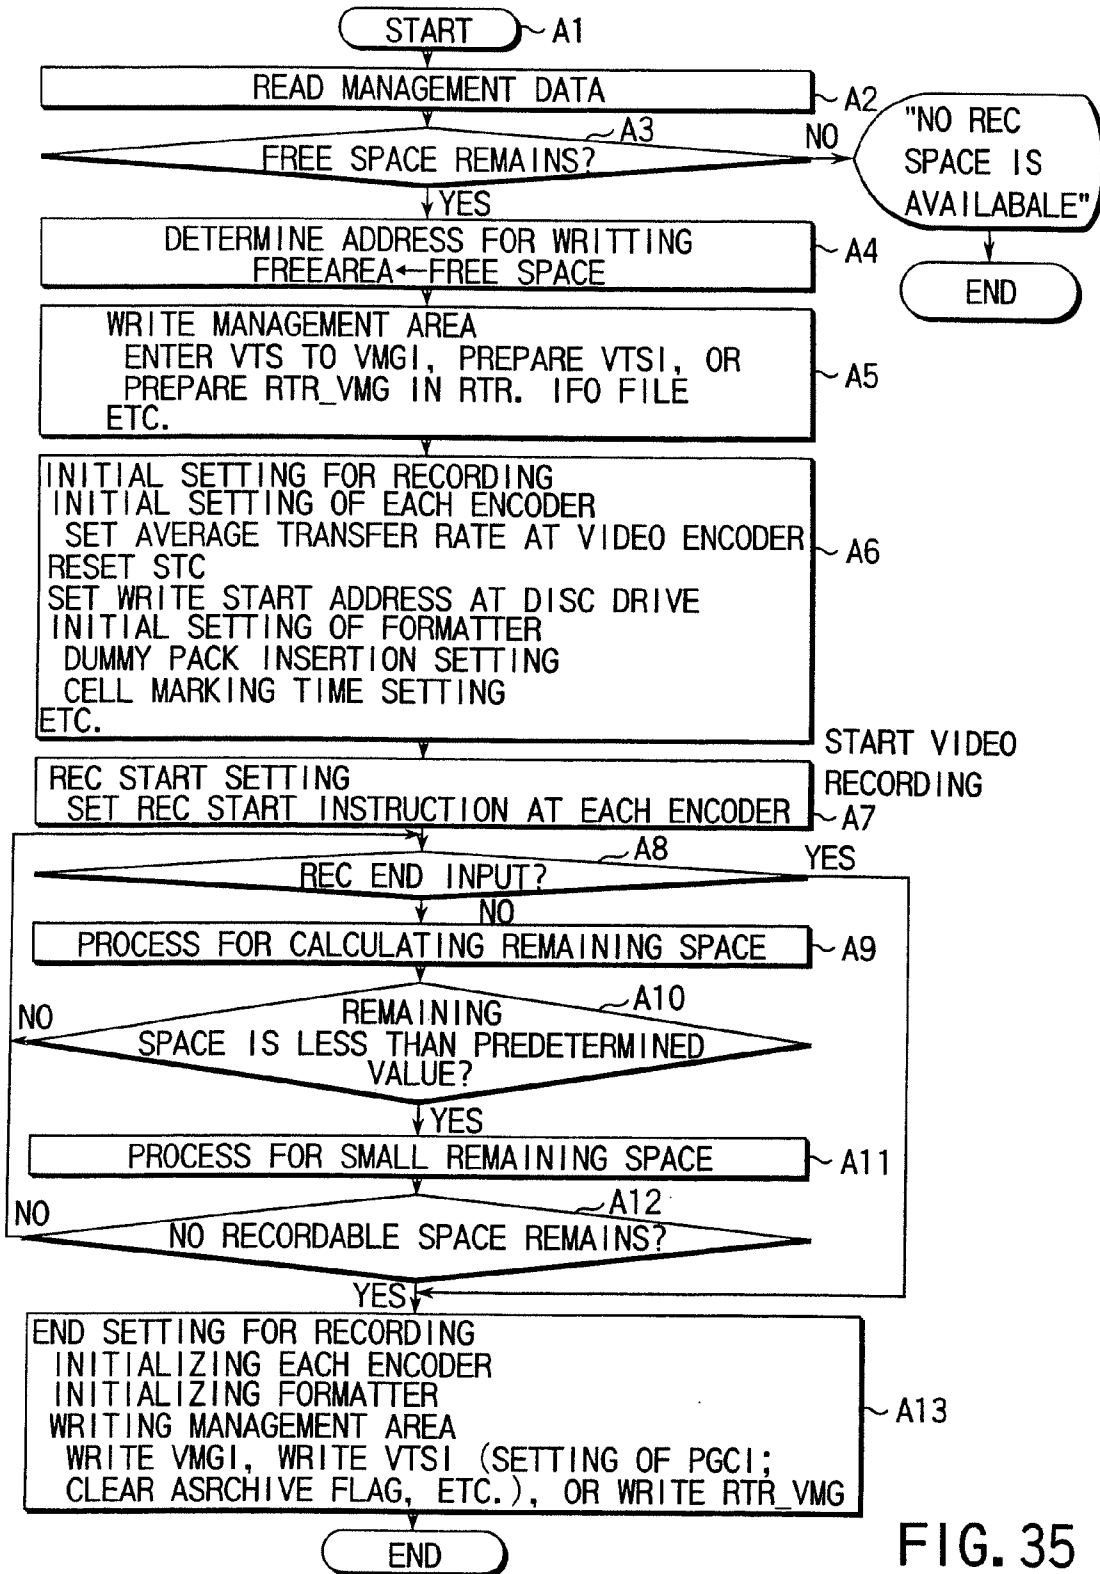 START
A1
READ MANAGEMENT DATA
A2
A3
FREE SPACE REMAINS?
NO
"NO REC
SPACE IS
AVAILABALE"
END
YES
DETERMINE ADDRESS FOR WRITTING
FREEAREA←FREE SPACE
A4
WRITE MANAGEMENT AREA
ENTER VTS TO VMGI, PREPARE VTSI, OR
PREPARE RTR_VMG IN RTR. IFO FILE
ETC.
A5
INITIAL SETTING FOR RECORDING
INITIAL SETTING OF EACH ENCODER
SET AVERAGE TRANSFER RATE AT VIDEO ENCODER
RESET STC
SET WRITE START ADDRESS AT DISC DRIVE
INITIAL SETTING OF FORMATTER
DUMMY PACK INSERTION SETTING
CELL MARKING TIME SETTING
ETC.
A6
START VIDEO
RECORDING
REC START SETTING
SET REC START INSTRUCTION AT EACH ENCODER
A7
A8
REC END INPUT?
YES
NO
PROCESS FOR CALCULATING REMAINING SPACE
A9
A10
REMAINING
SPACE IS LESS THAN PREDETERMINED
VALUE?
NO
YES
PROCESS FOR SMALL REMAINING SPACE
A11
A12
NO RECORDABLE SPACE REMAINS?
NO
YES
END SETTING FOR RECORDING
INITIALIZING EACH ENCODER
INITIALIZING FORMATTER
WRITING MANAGEMENT AREA
WRITE VMGI, WRITE VTSI (SETTING OF PGCI;
CLEAR ASRCHIVE FLAG, ETC.), OR WRITE RTR_VMG
A13
END
FIG. 35